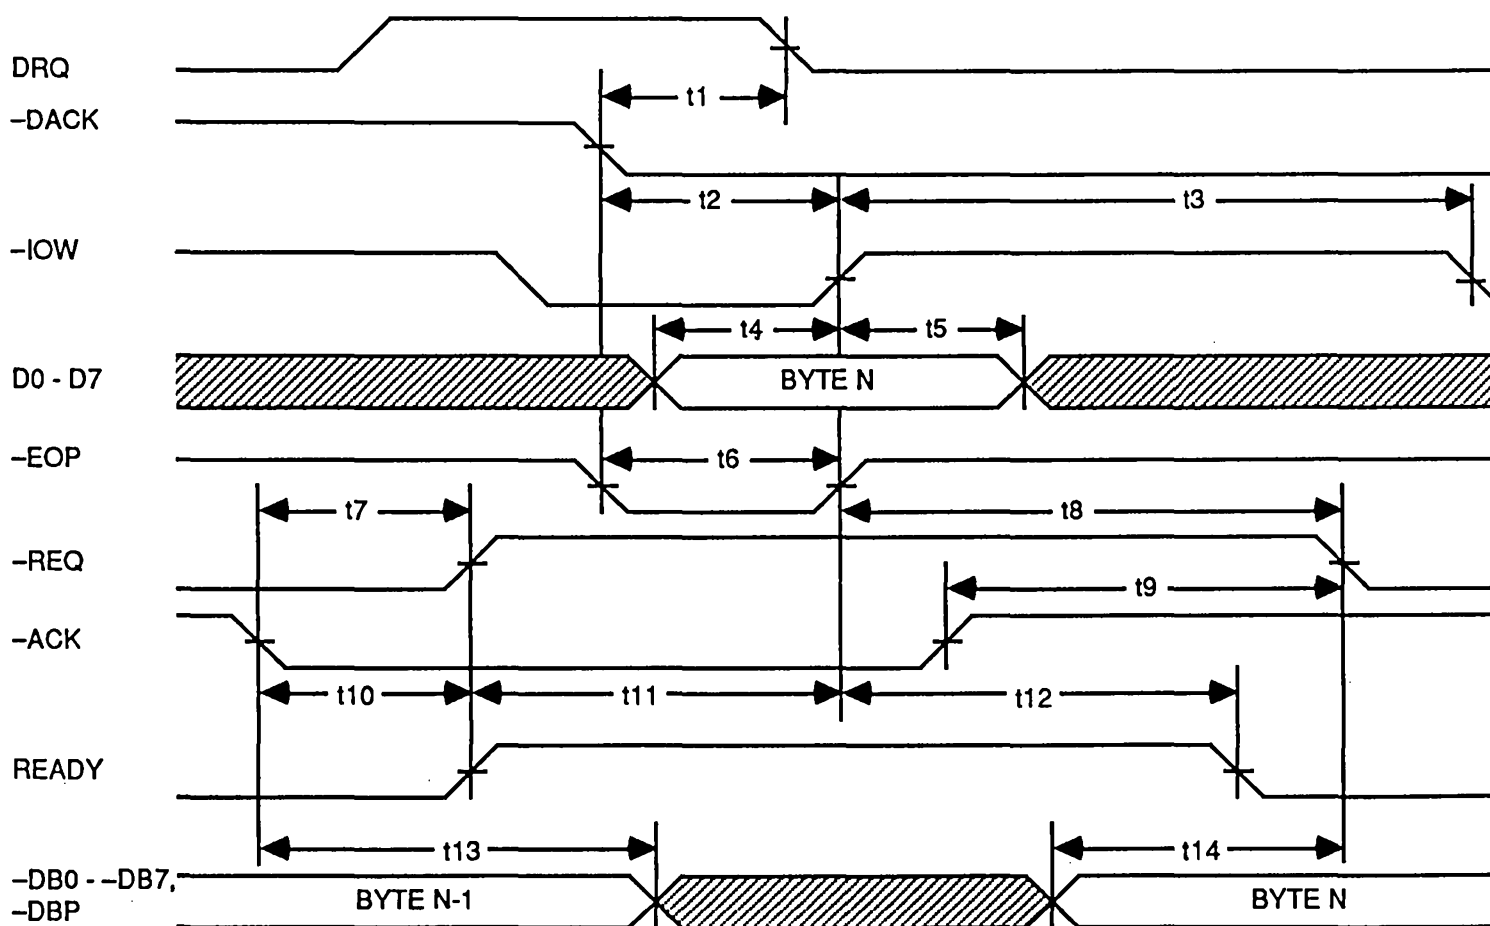 DRQ
t1
–DACK
t2
t3
–IOW
t4
t5
D0 - D7
BYTE N
–EOP
t6
t7
t8
–REQ
t9
–ACK
t10
t11
t12
READY
t13
t14
–DB0 - –DB7,
BYTE N-1
BYTE N
–DBP